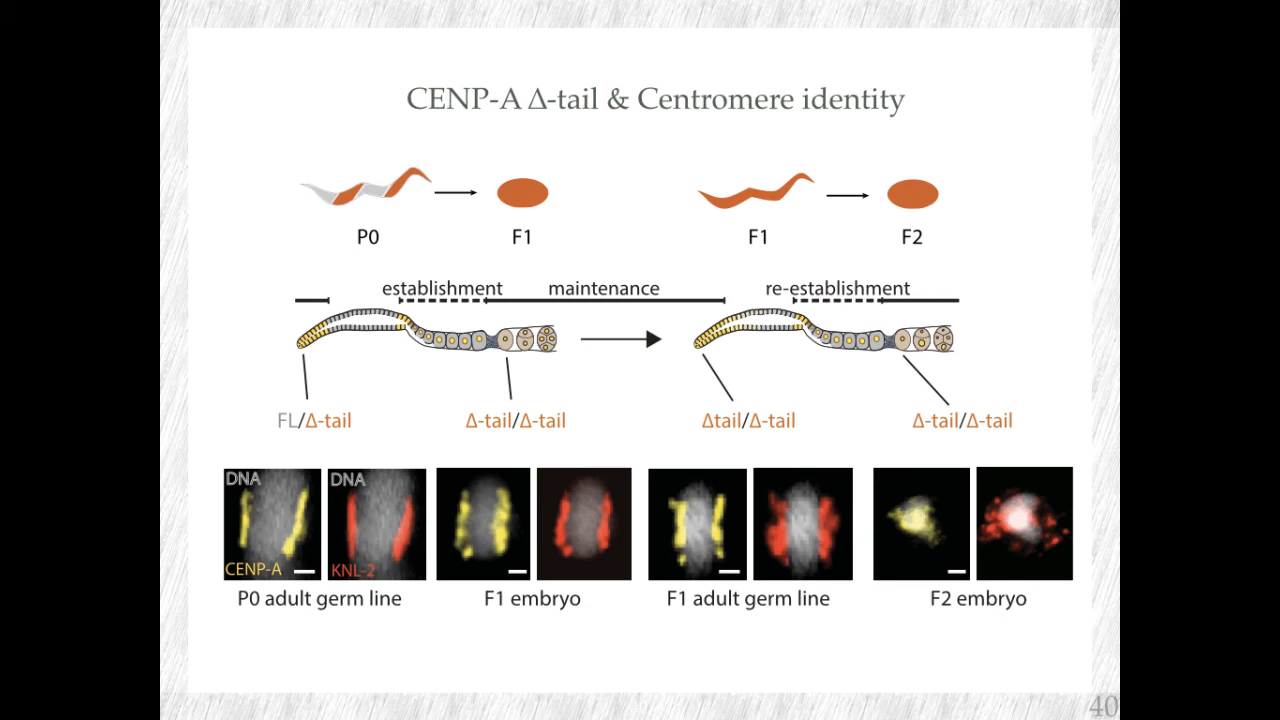 CENP-A Δ-tail & Centromere identity
P0 F1 F1 F2
establishment maintenance re-establishment
FL/Δ-tail Δ-tail/Δ-tail Δtail/Δ-tail Δ-tail/Δ-tail
DNA DNA
CENP-A KNL-2
P0 adult germ line F1 embryo F1 adult germ line F2 embryo
40